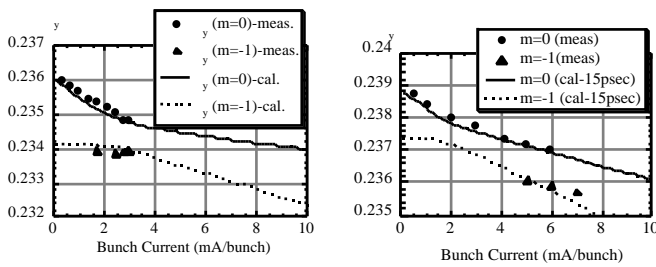 y
(m=0)-meas.
y
(m=-1)-meas.
y
(m=0)-cal.
y
(m=-1)-cal.
y
0.237
0.236
0.235
0.234
0.233
0.232
0 2 4 6 8 10
Bunch Current (mA/bunch)
y
m=0 (meas)
m=-1(meas)
m=0 (cal-15psec)
m=-1 (cal-15psec)
0.24
0.239
0.238
0.237
0.236
0.235
0 2 4 6 8 10
Bunch Current (mA/bunch)